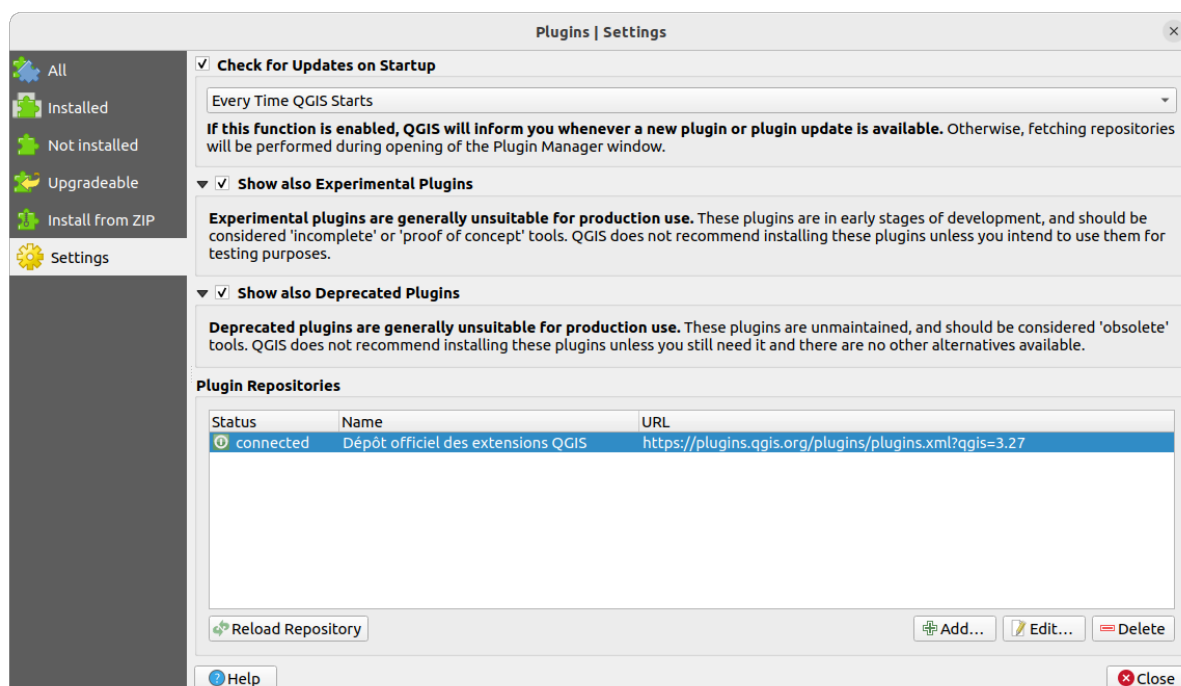 Plugins | Settings
All
Installed
Not installed
Upgradeable
Install from ZIP
Settings
Check for Updates on Startup
Every Time QGIS Starts
If this function is enabled, QGIS will inform you whenever a new plugin or plugin update is available. Otherwise, fetching repositories
will be performed during opening of the Plugin Manager window.
Show also Experimental Plugins
Experimental plugins are generally unsuitable for production use. These plugins are in early stages of development, and should be
considered 'incomplete' or 'proof of concept' tools. QGIS does not recommend installing these plugins unless you intend to use them for
testing purposes.
Show also Deprecated Plugins
Deprecated plugins are generally unsuitable for production use. These plugins are unmaintained, and should be considered 'obsolete'
tools. QGIS does not recommend installing these plugins unless you still need it and there are no other alternatives available.
Plugin Repositories
Status Name URL
connected Dépôt officiel des extensions QGIS https://plugins.qgis.org/plugins/plugins.xml?qgis=3.27
Reload Repository Add... Edit... Delete
Help Close